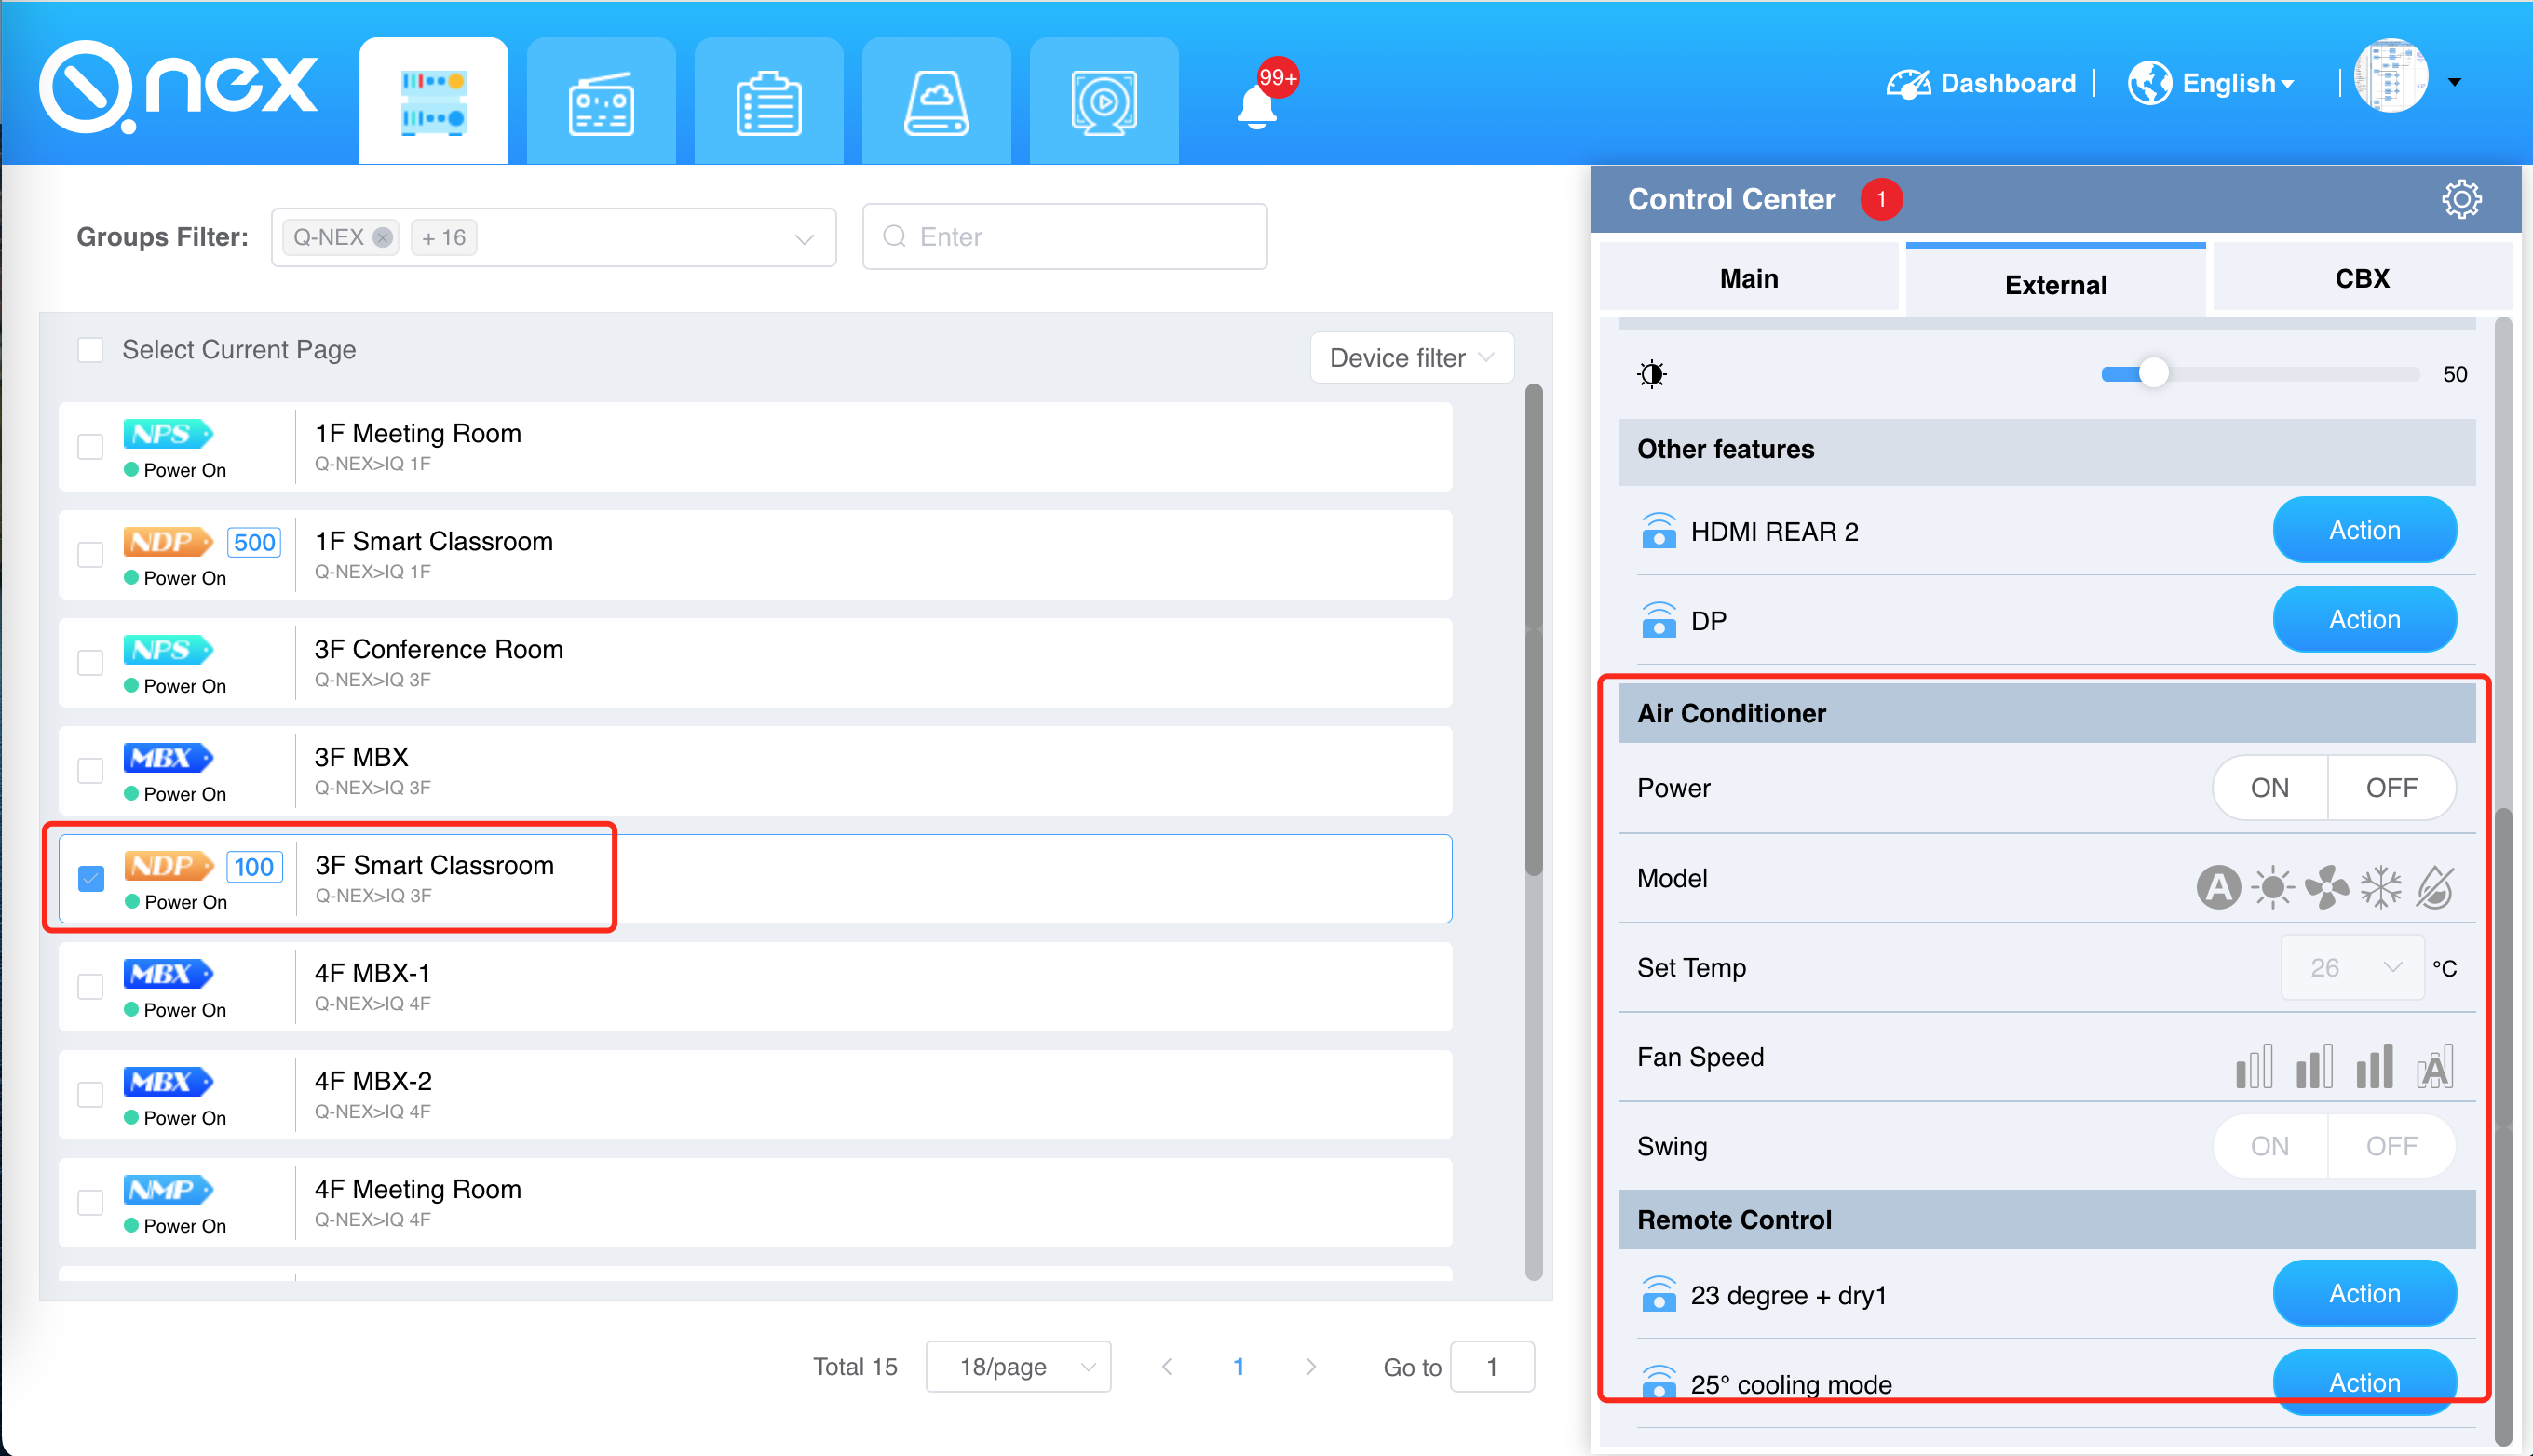 Qnex
99+
Dashboard
English
Groups Filter:
Q-NEX
+ 16
Enter
Select Current Page
Device filter
NPS
Power On
1F Meeting Room
Q-NEX>IQ 1F
NDP 500
Power On
1F Smart Classroom
Q-NEX>IQ 1F
NPS
Power On
3F Conference Room
Q-NEX>IQ 3F
MBX
Power On
3F MBX
Q-NEX>IQ 3F
NDP 100
Power On
3F Smart Classroom
Q-NEX>IQ 3F
MBX
Power On
4F MBX-1
Q-NEX>IQ 4F
MBX
Power On
4F MBX-2
Q-NEX>IQ 4F
NMP
Power On
4F Meeting Room
Q-NEX>IQ 4F
Total 15
18/page
1
Go to
1
Control Center
1
Main
External
CBX
50
Other features
HDMI REAR 2
Action
DP
Action
Air Conditioner
Power
ON
OFF
Model
A
Set Temp
26
°C
Fan Speed
A
Swing
ON
OFF
Remote Control
23 degree + dry1
Action
25° cooling mode
Action